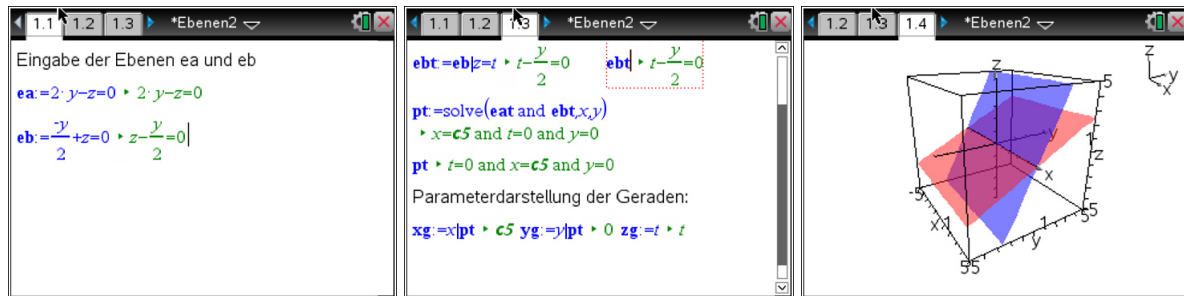 1.1 1.2 1.3 *Ebenen2
Eingabe der Ebenen ea und eb
ea:=2·y−z=0 ▸ 2·y−z=0
eb:=-y/2+z=0 ▸ z−y/2=0
1.1 1.2 1.3 *Ebenen2
ebt:=eb|z=t ▸ t−y/2=0 ebt ▸ t−y/2=0
pt:=solve(eat and ebt,x,y)
▸ x=c5 and t=0 and y=0
pt ▸ t=0 and x=c5 and y=0
Parameterdarstellung der Geraden:
xg:=x|pt ▸ c5 yg:=y|pt ▸ 0 zg:=t ▸ t
1.2 1.3 1.4 *Ebenen2
z
y
x
z
5
y
1
z
x
-5
-5
5
x
1
1
y
5
5